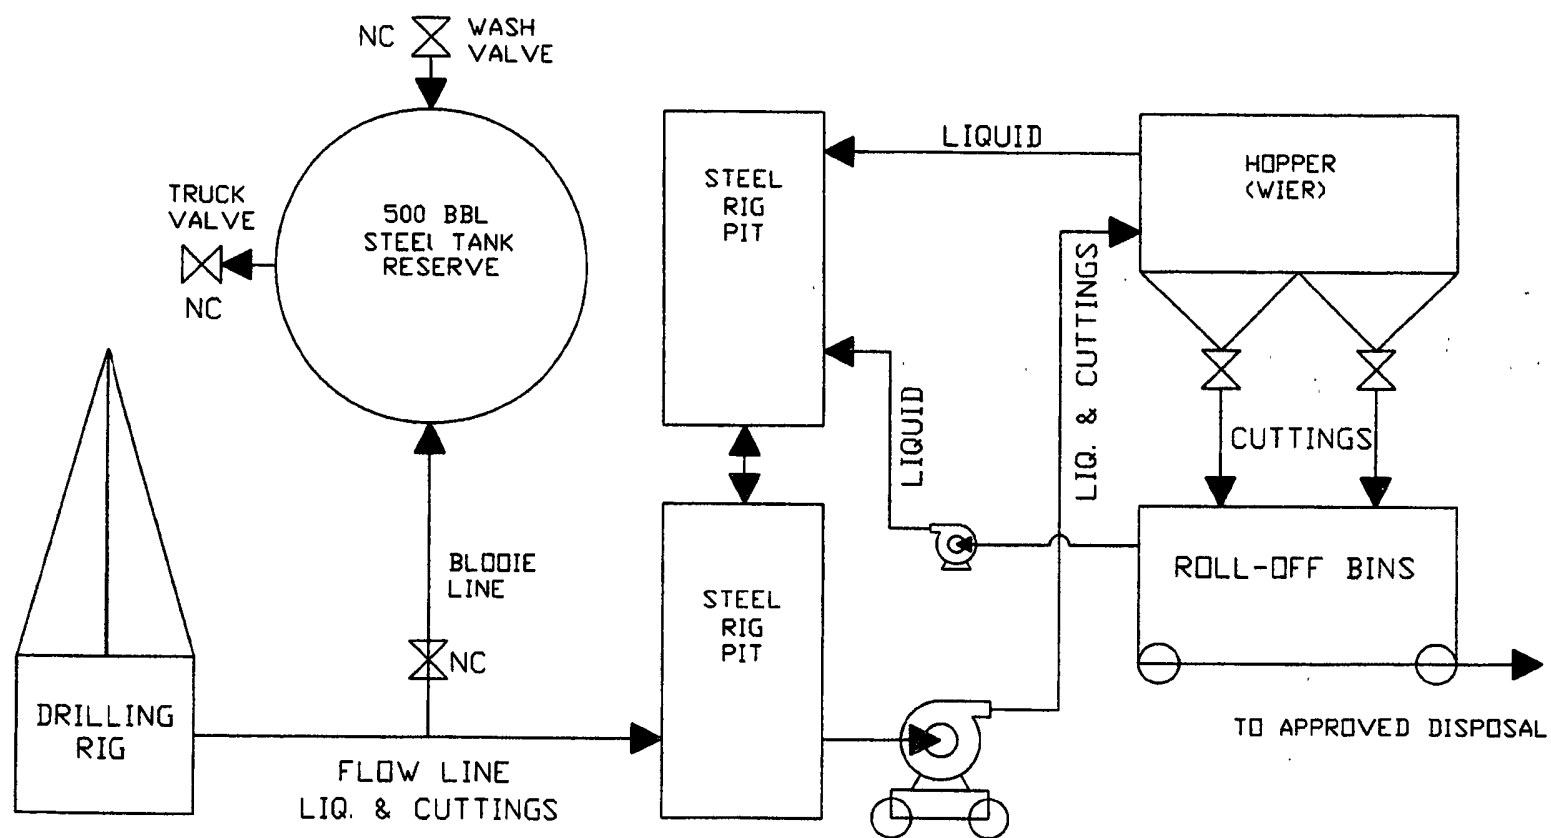 NC
WASH
VALVE
TRUCK
VALVE
NC
500 BBL
STEEL TANK
RESERVE
STEEL
RIG
PIT
LIQUID
HOPPER
(WIER)
LIQ. & CUTTINGS
LIQUID
CUTTINGS
BLOOIE
LINE
NC
STEEL
RIG
PIT
ROLL-OFF BINS
DRILLING
RIG
FLOW LINE
LIQ. & CUTTINGS
TO APPROVED DISPOSAL